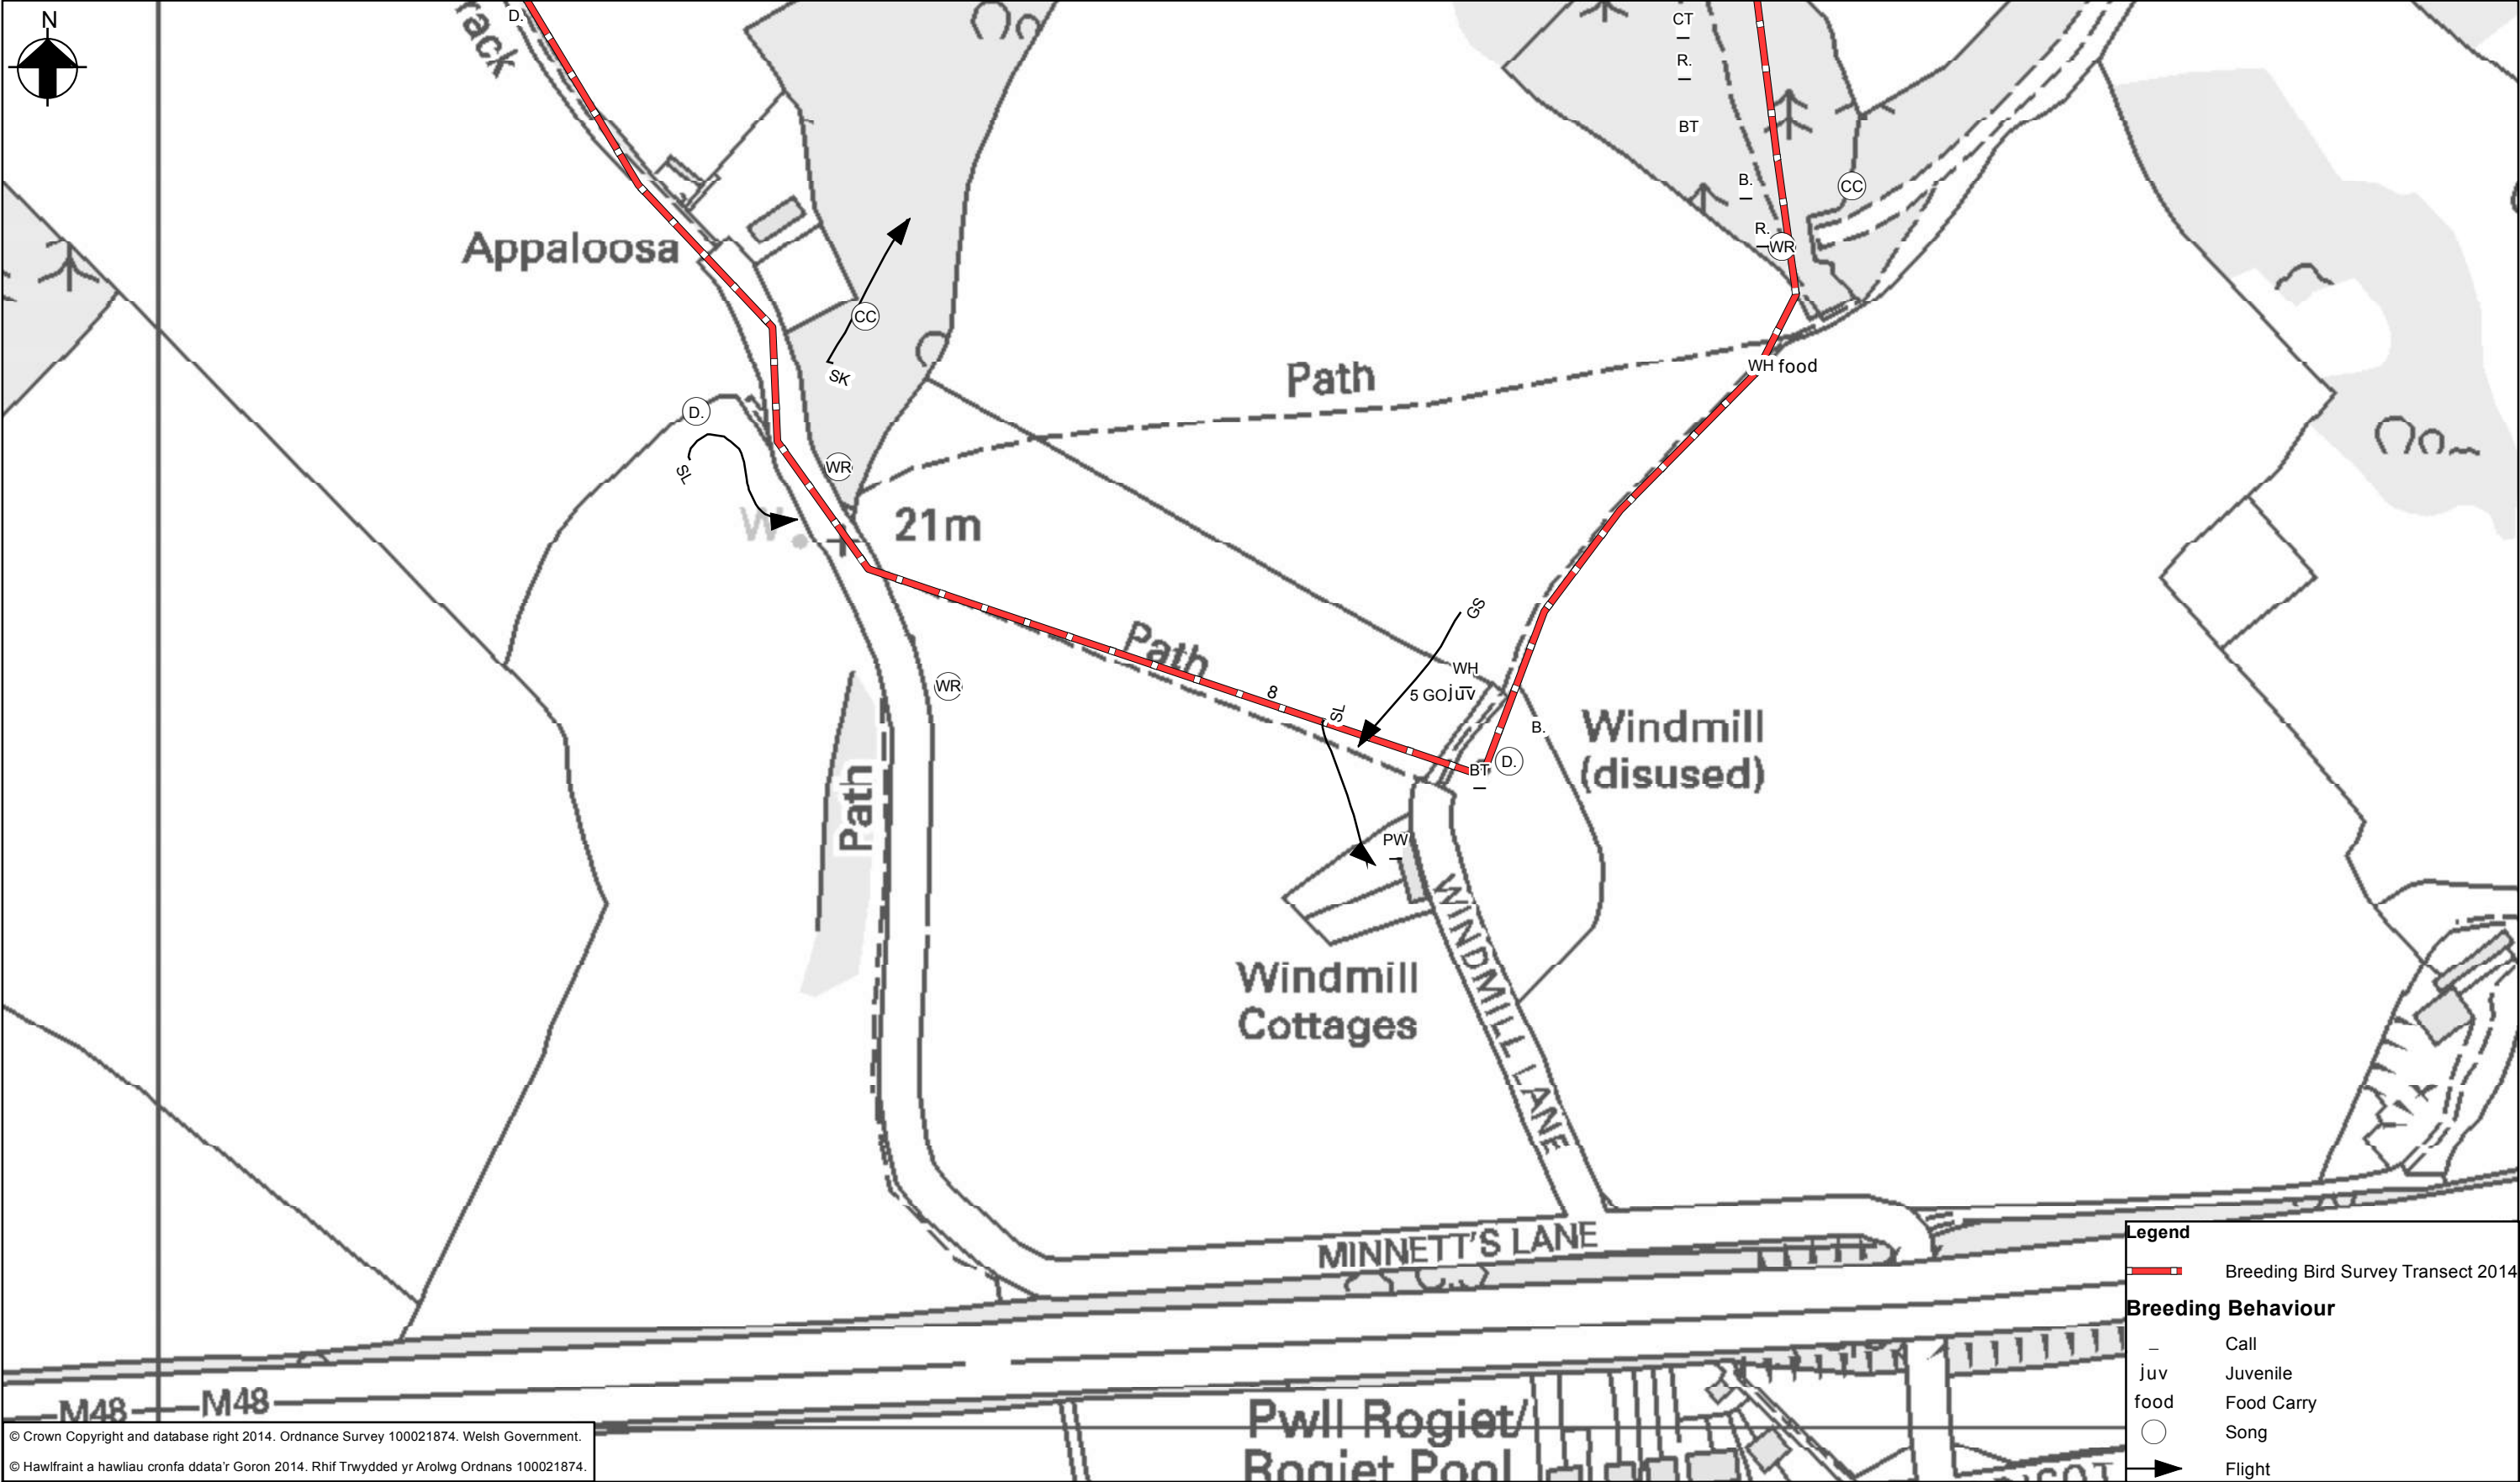 N
D.
rack
CT
R.
BT
B.
CC
R.
WR
Appaloosa
CC
SK
Path
WH food
D.
SL
WR
W
21m
GS
Path
WH
WR
8
5 GO juv
SL
B.
Windmill
(disused)
BT
D.
Path
PW
WINDMILL LANE
Windmill
Cottages
MINNETT'S LANE
M48
M48
Pwll Rogiet/
Rogiet Pool
Legend
Breeding Bird Survey Transect 2014
Breeding Behaviour
Call
juv Juvenile
food Food Carry
Song
Flight
© Crown Copyright and database right 2014. Ordnance Survey 100021874. Welsh Government.
© Hawlfraint a hawliau cronfa ddata'r Goron 2014. Rhif Trwydded yr Arolwg Ordnans 100021874.